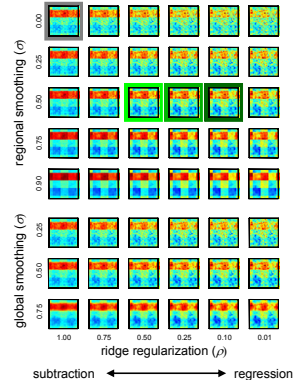 regional smoothing (σ)
0.00
0.25
0.50
0.75
0.90
global smoothing (σ)
0.25
0.50
0.75
1.00 0.75 0.50 0.25 0.10 0.01
ridge regularization (ρ)
subtraction regression